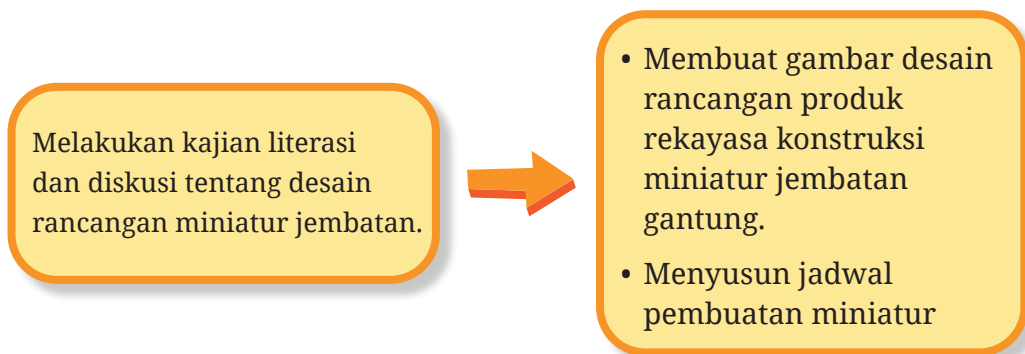 Melakukan kajian literasi
dan diskusi tentang desain
rancangan miniatur jembatan.
• Membuat gambar desain
rancangan produk
rekayasa konstruksi
miniatur jembatan
gantung.
• Menyusun jadwal
pembuatan miniatur